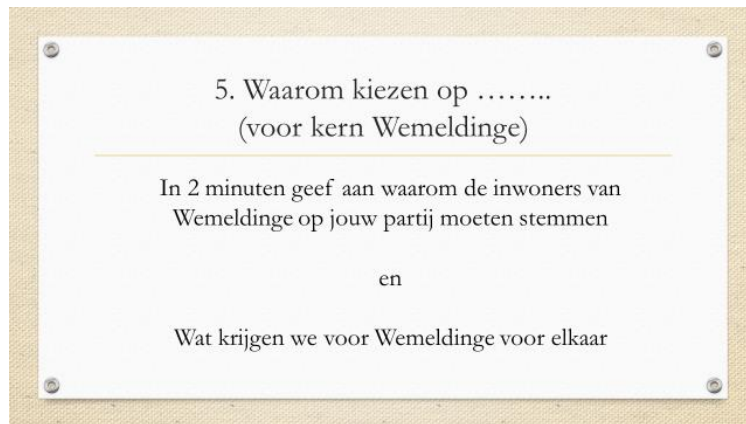 5. Waarom kiezen op ……..
(voor kern Wemeldinge)
In 2 minuten geef aan waarom de inwoners van
Wemeldinge op jouw partij moeten stemmen
en
Wat krijgen we voor Wemeldinge voor elkaar